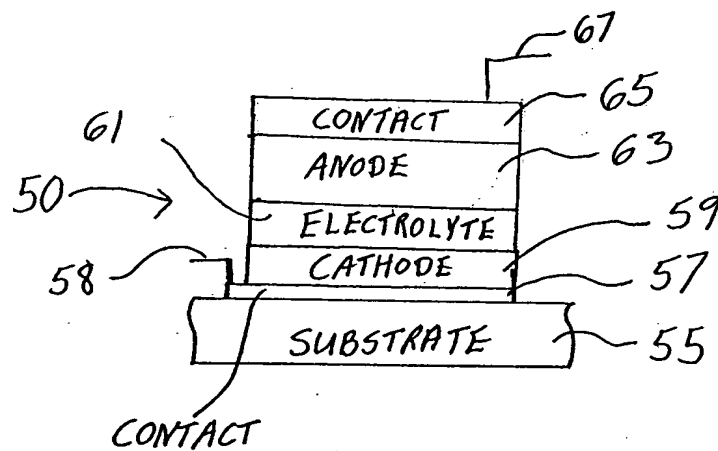 67
CONTACT
65
61
ANODE
63
50
ELECTROLYTE
59
58
CATHODE
57
SUBSTRATE
55
CONTACT